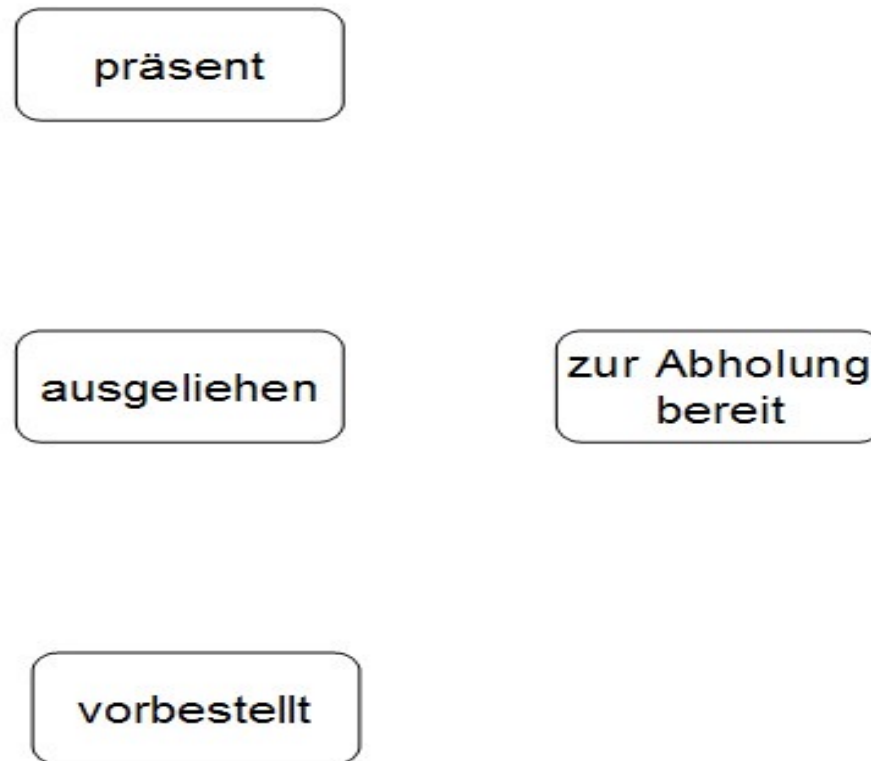 präsent
ausgeliehen
zur Abholung
bereit
vorbestellt